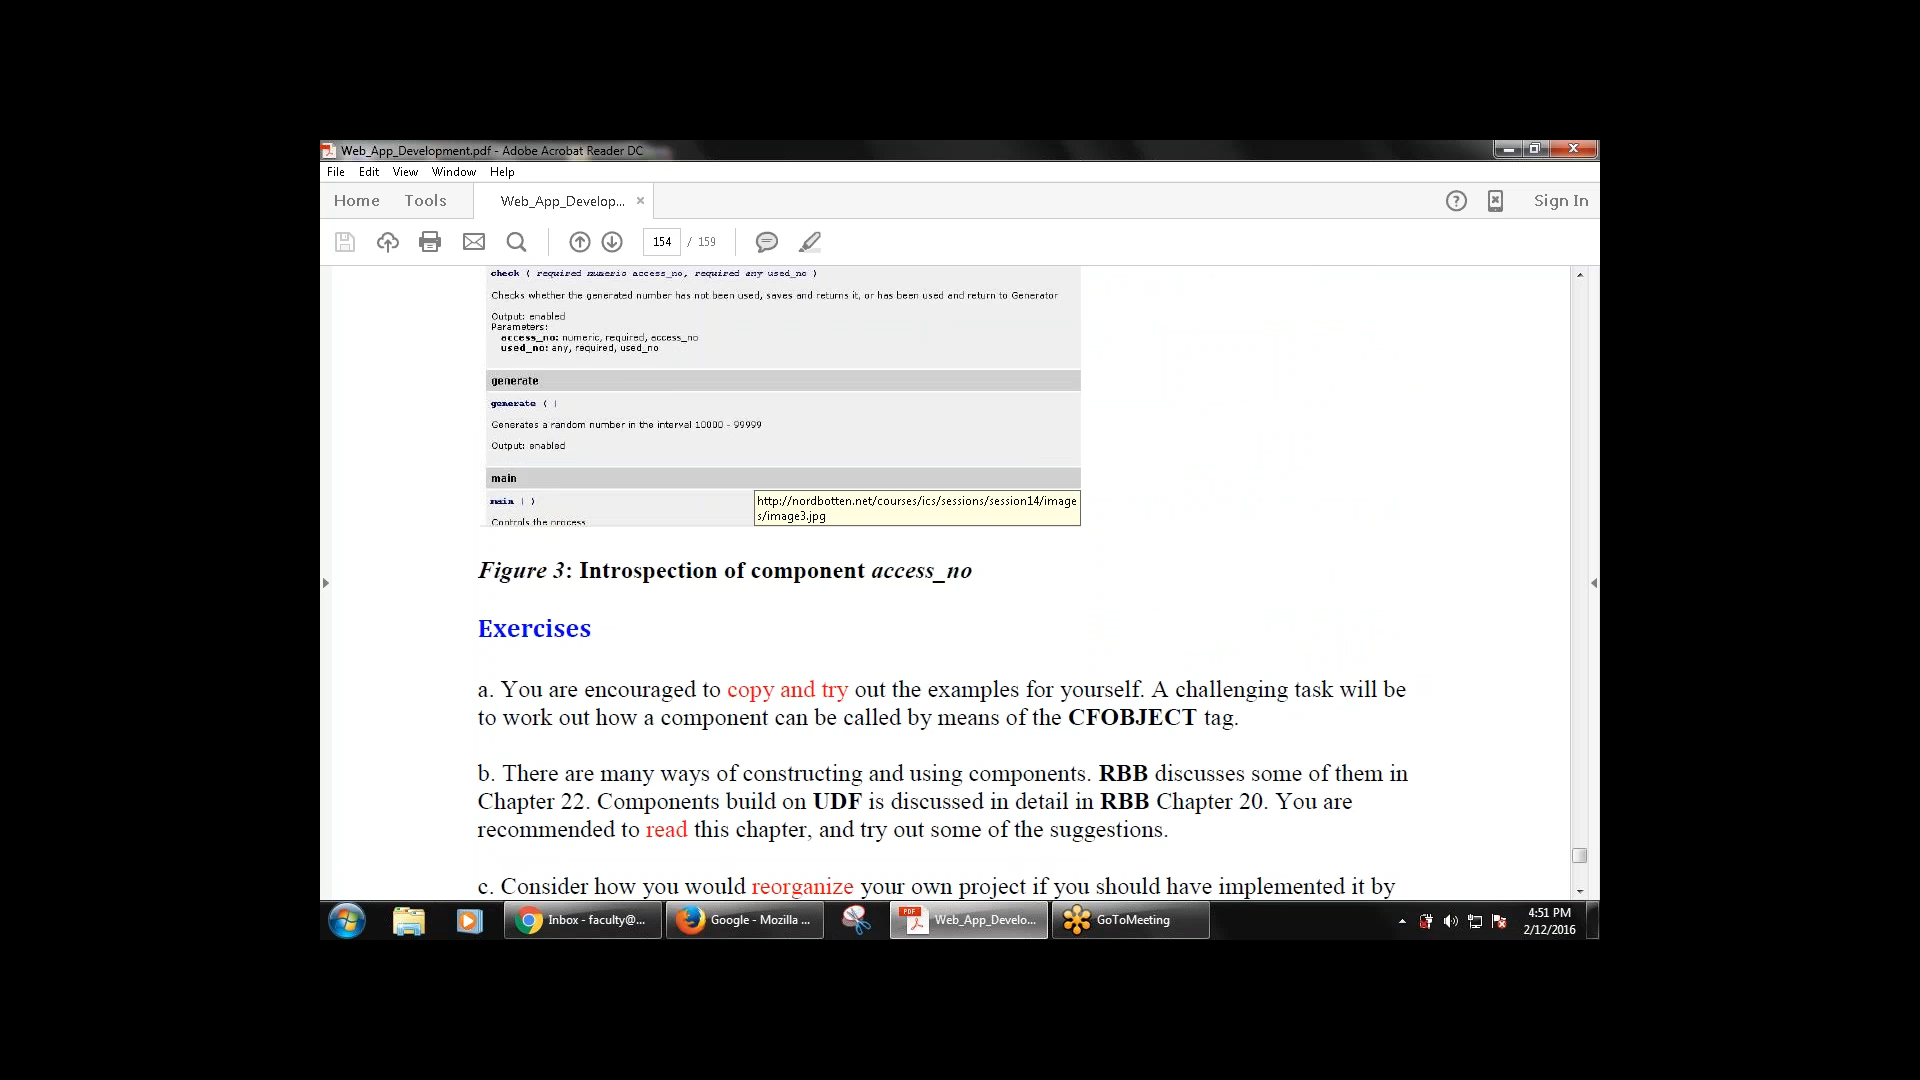 Web_App_Development.pdf - Adobe Acrobat Reader DC
File Edit View Window Help
Home Tools Web_App_Develop... × Sign In
154 / 159
check ( required numeric access_no, required any used_no )
Checks whether the generated number has not been used, saves and returns it, or has been used and return to Generator
Output: enabled
Parameters:
access_no: numeric, required, access_no
used_no: any, required, used_no
generate
generate ( )
Generates a random number in the interval 10000 - 99999
Output: enabled
main
main ( )
Controls the process
http://nordbotten.net/courses/ics/sessions/session14/image
s/image3.jpg
Figure 3: Introspection of component access_no
Exercises
a. You are encouraged to copy and try out the examples for yourself. A challenging task will be
to work out how a component can be called by means of the CFOBJECT tag.
b. There are many ways of constructing and using components. RBB discusses some of them in
Chapter 22. Components build on UDF is discussed in detail in RBB Chapter 20. You are
recommended to read this chapter, and try out some of the suggestions.
c. Consider how you would reorganize your own project if you should have implemented it by
Inbox - faculty@... Google - Mozilla ... PDF Web_App_Develo... GoToMeeting
4:51 PM
2/12/2016